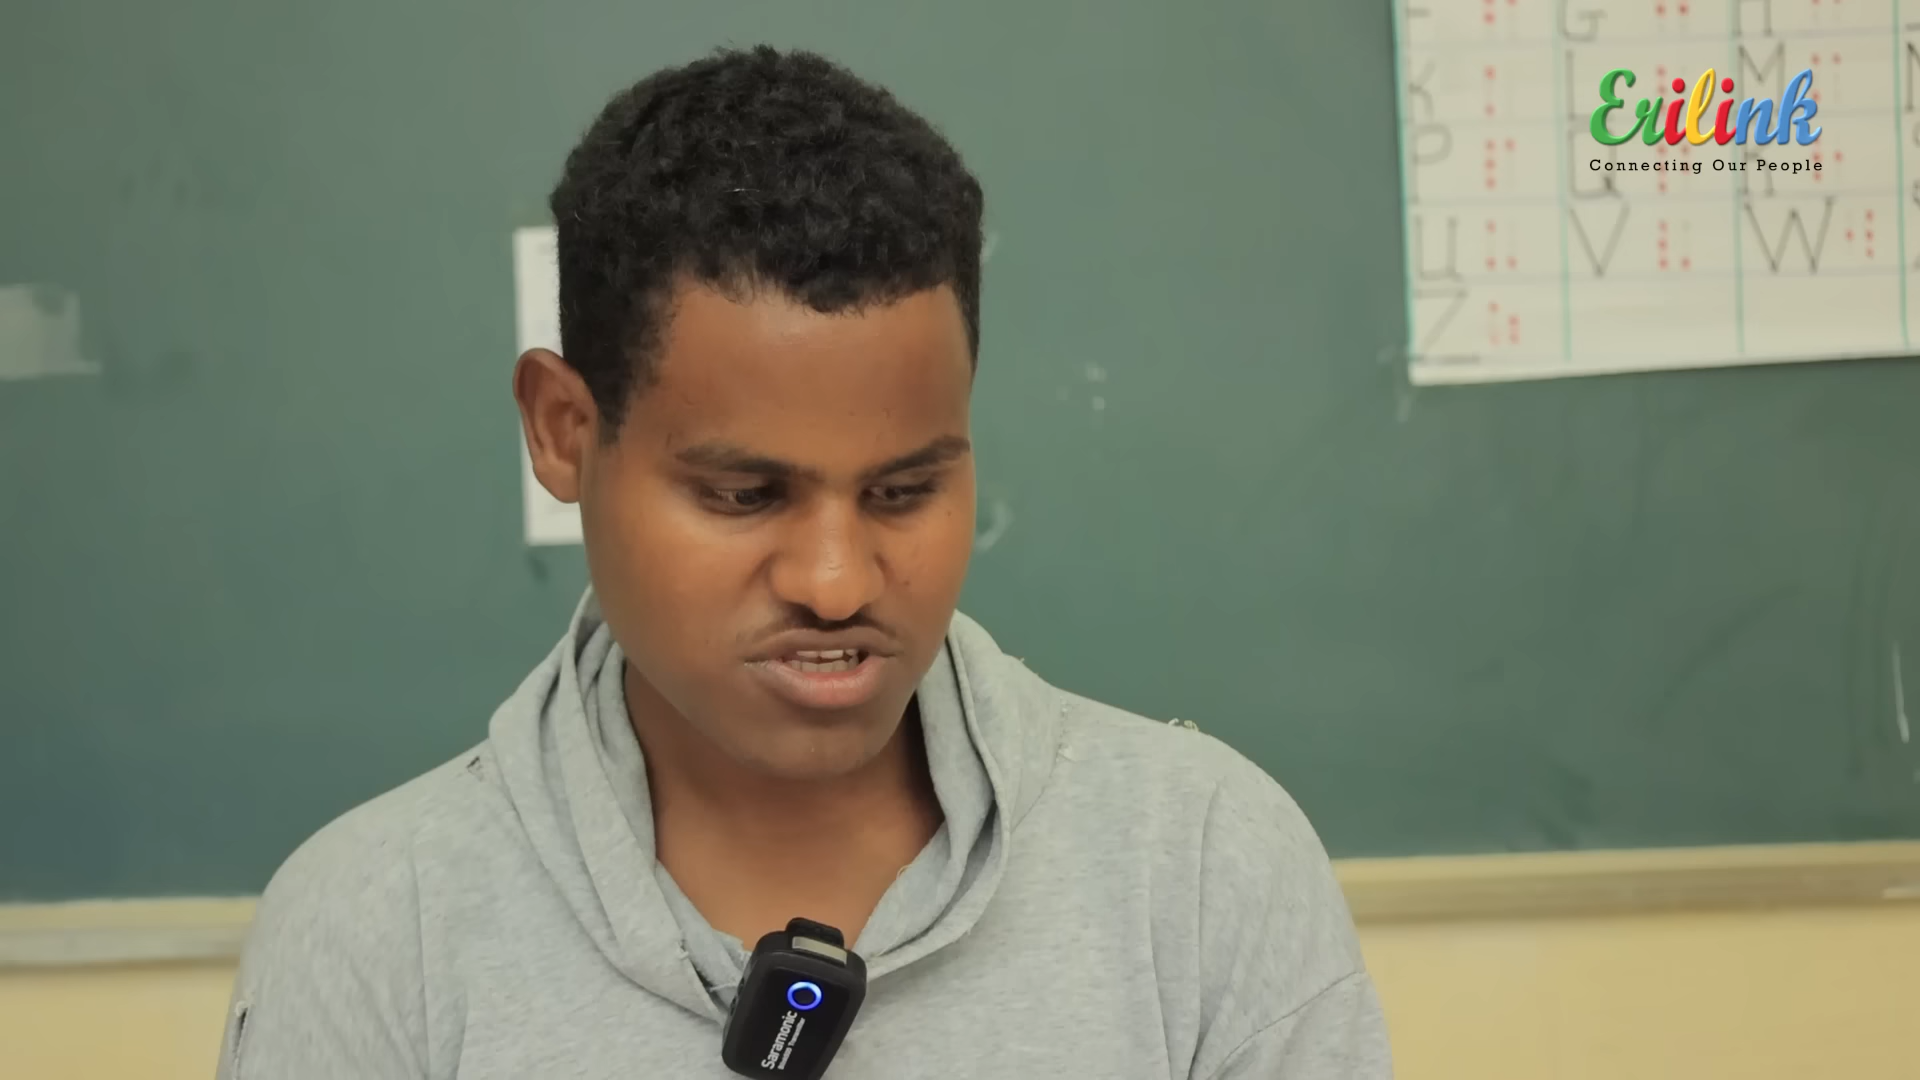 G H
K L M N
P Q R
U V W
Z
Erilink
Connecting Our People
Saramonic